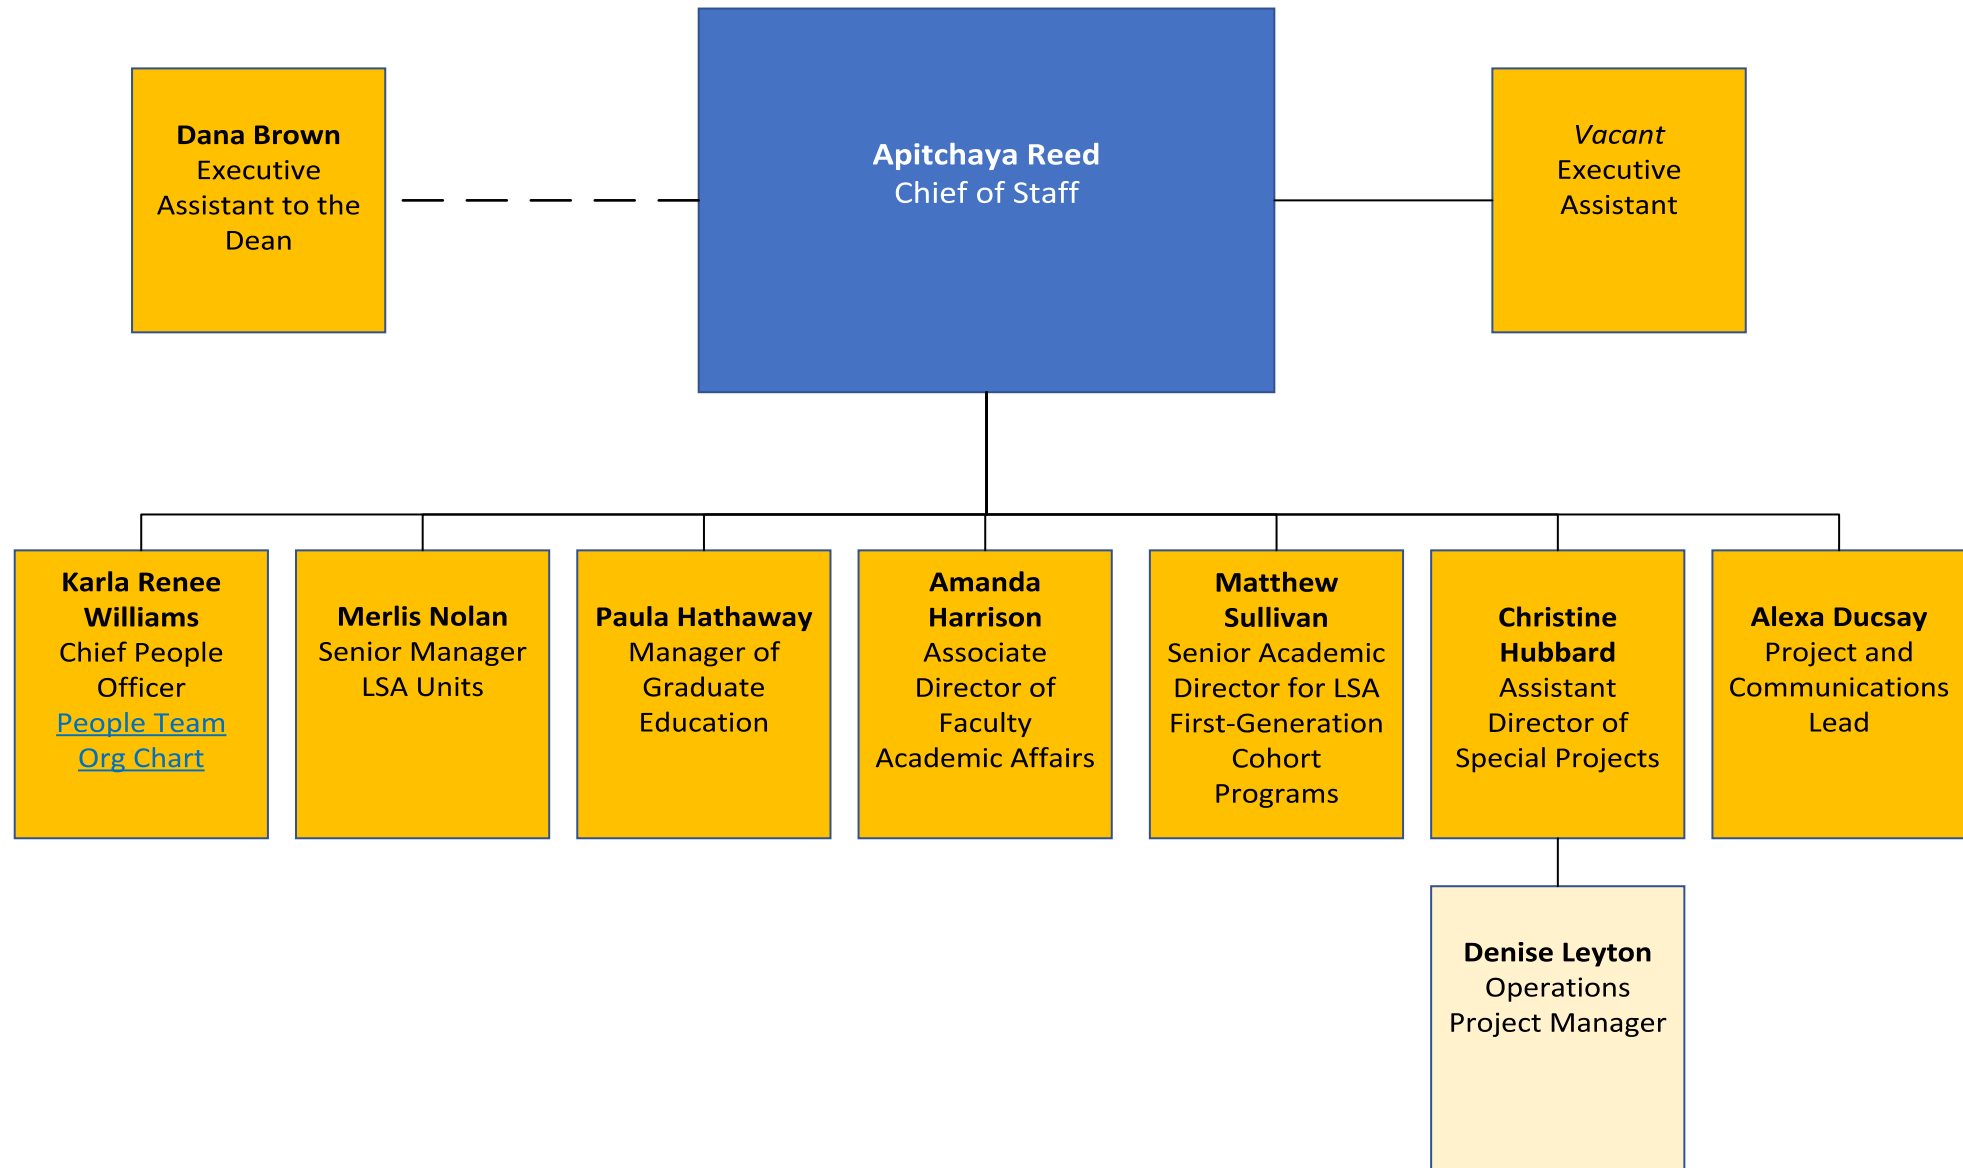 Dana Brown
Executive
Assistant to the
Dean
Apitchaya Reed
Chief of Staff
Vacant
Executive
Assistant
Karla Renee
Williams
Chief People
Officer
People Team
Org Chart
Merlis Nolan
Senior Manager
LSA Units
Paula Hathaway
Manager of
Graduate
Education
Amanda
Harrison
Associate
Director of
Faculty
Academic Affairs
Matthew
Sullivan
Senior Academic
Director for LSA
First-Generation
Cohort
Programs
Christine
Hubbard
Assistant
Director of
Special Projects
Alexa Ducsay
Project and
Communications
Lead
Denise Leyton
Operations
Project Manager